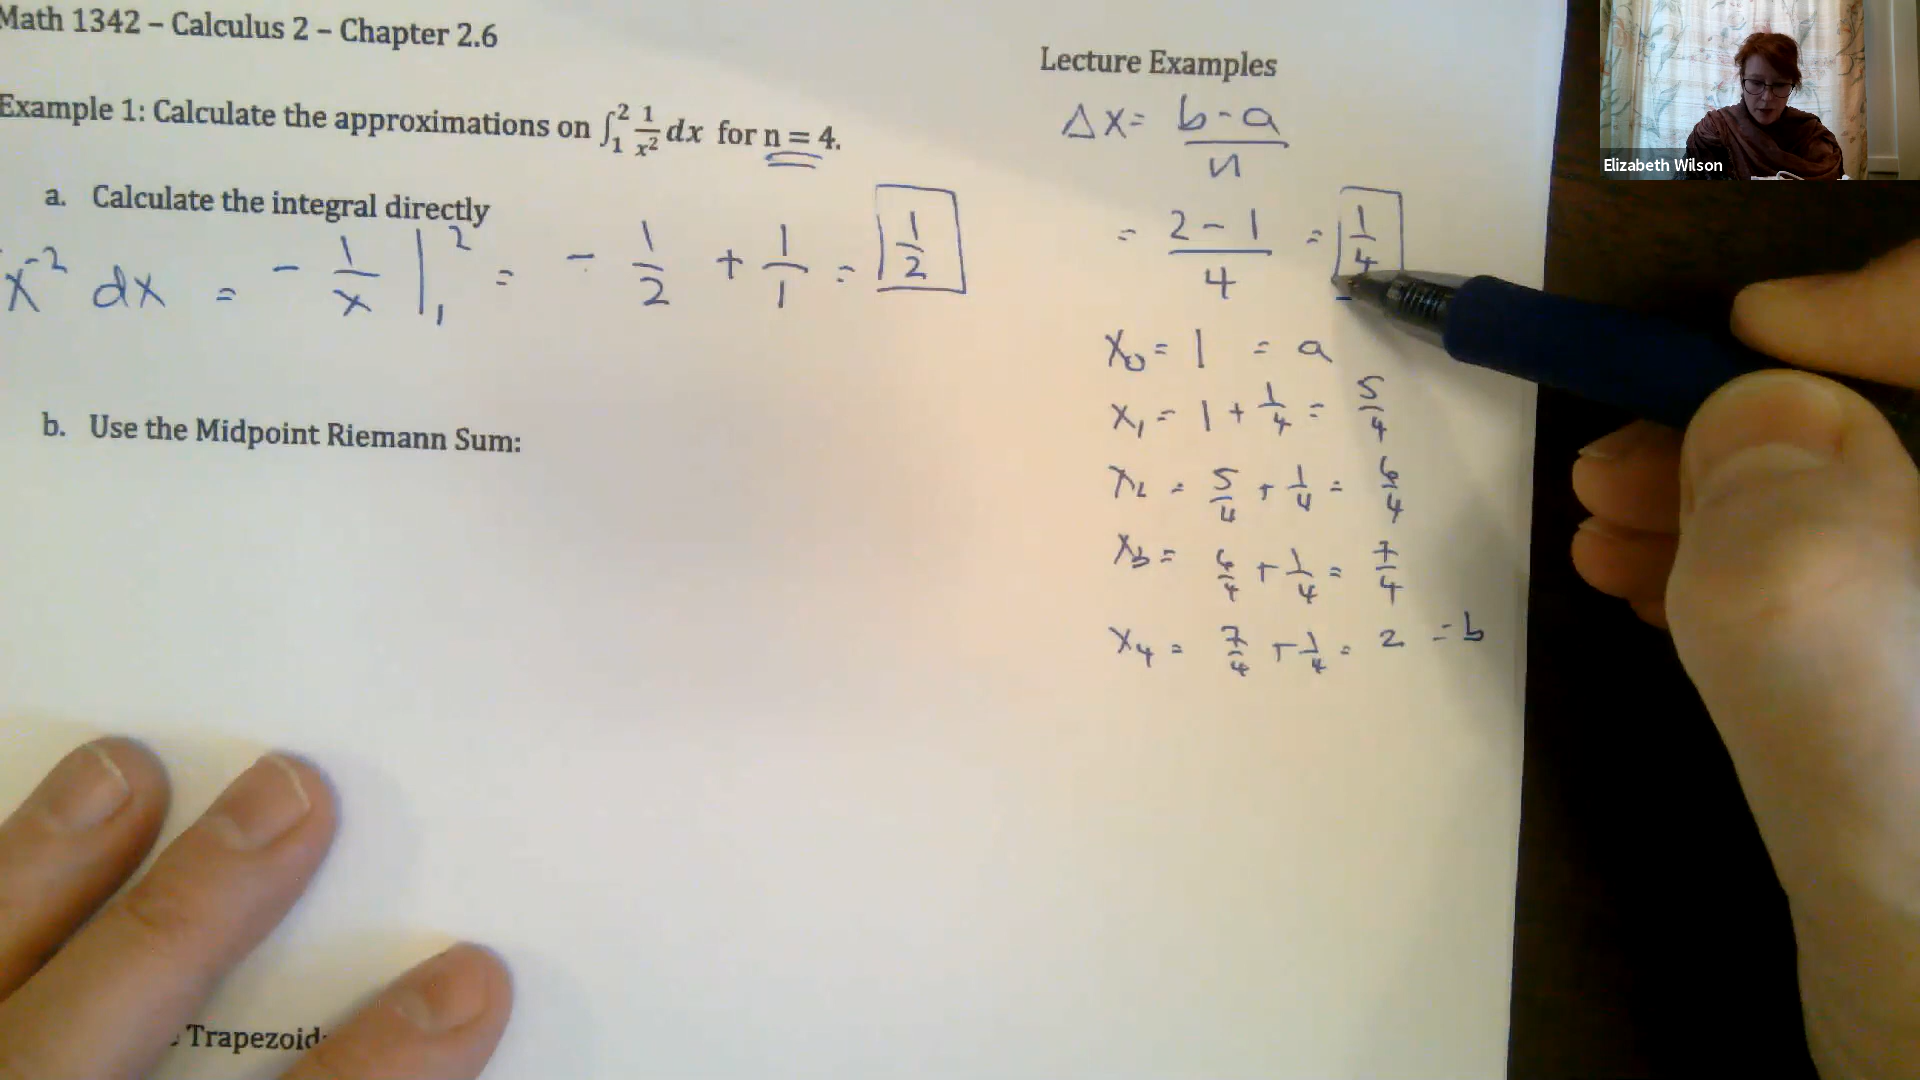 Math 1342 – Calculus 2 – Chapter 2.6
Lecture Examples
Example 1: Calculate the approximations on ∫₁² 1/x² dx for n = 4.
a. Calculate the integral directly
x⁻² dx = - 1/x |₁² = - 1/2 + 1/1 = 1/2
b. Use the Midpoint Riemann Sum:
Trapezoid
Δx = b-a/n
= 2-1/4 = 1/4
x₀ = 1 = a
x₁ = 1 + 1/4 = 5/4
x₂ = 5/4 + 1/4 = 6/4
x₃ = 6/4 + 1/4 = 7/4
x₄ = 7/4 + 1/4 = 2 = b
Elizabeth Wilson